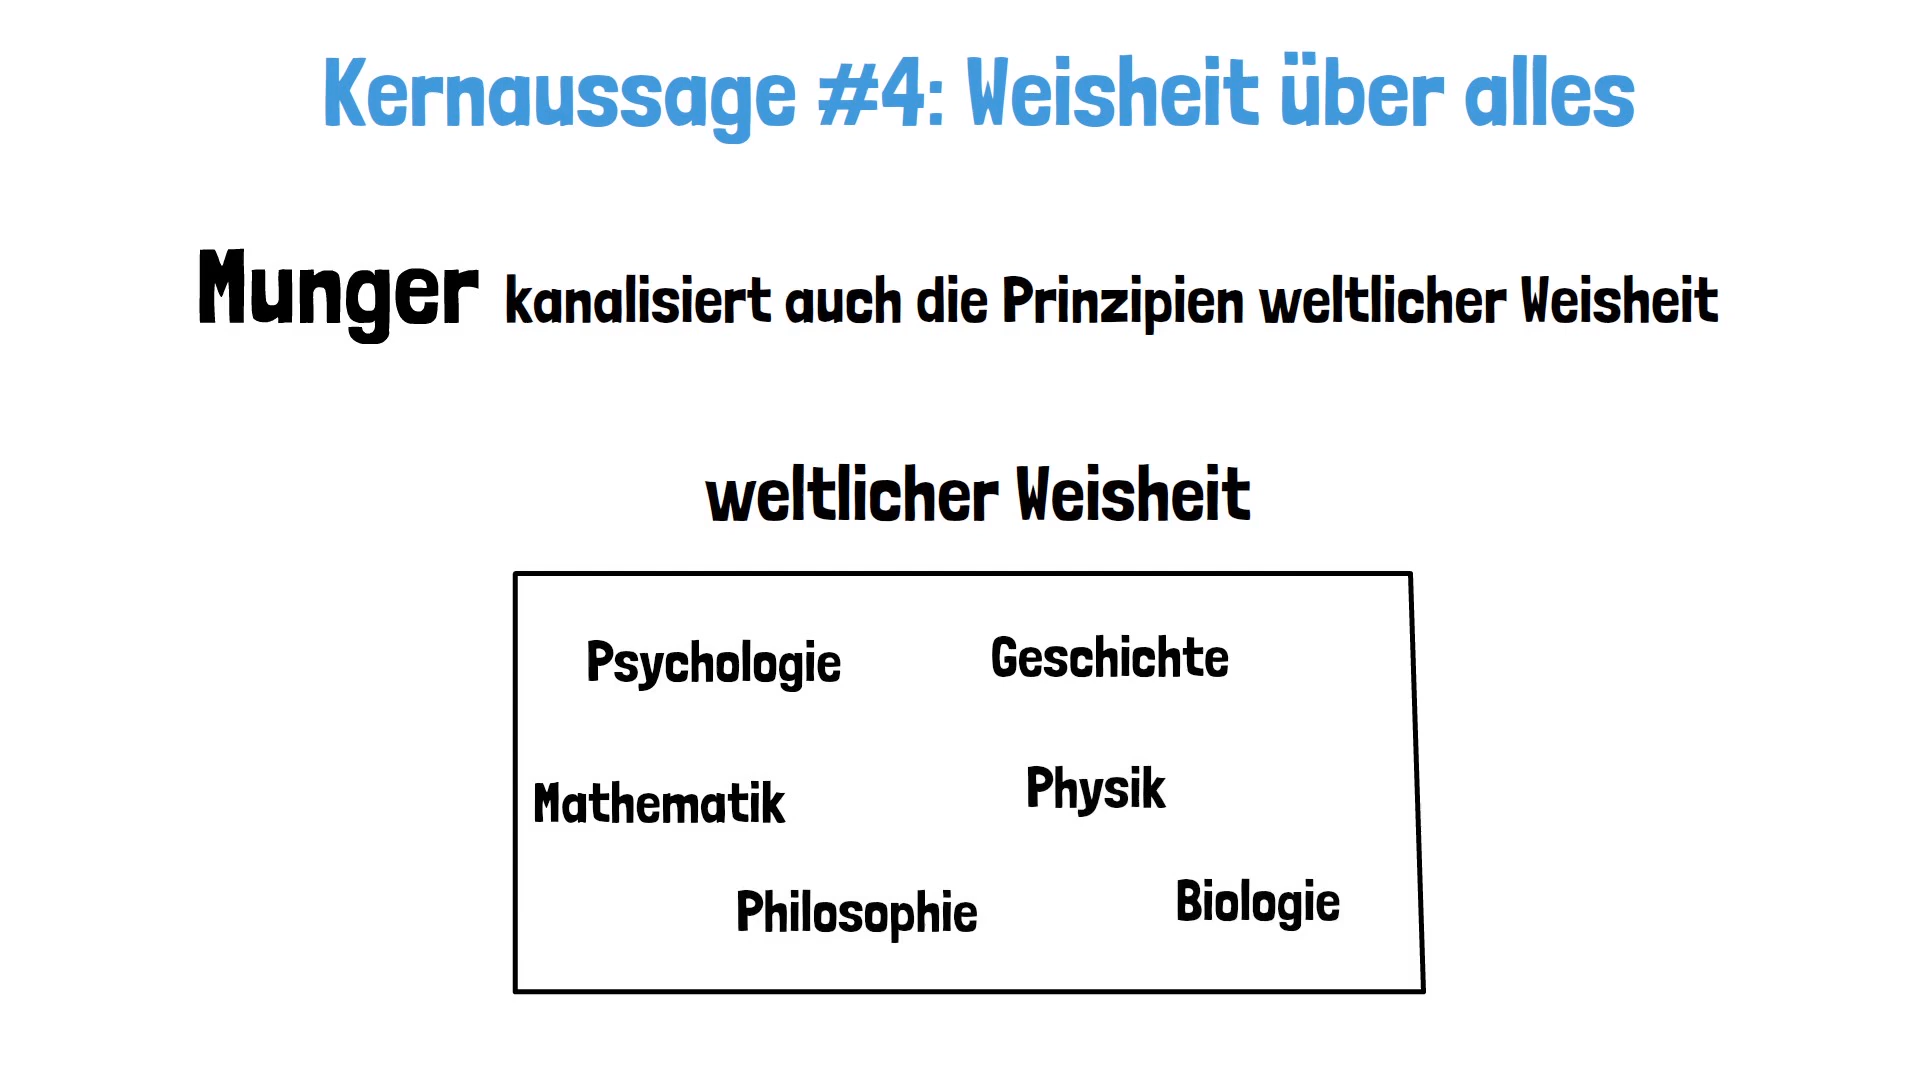 Kernaussage #4: Weisheit über alles
Munger kanalisiert auch die Prinzipien weltlicher Weisheit
weltlicher Weisheit
Psychologie Geschichte
Mathematik Physik
Philosophie Biologie